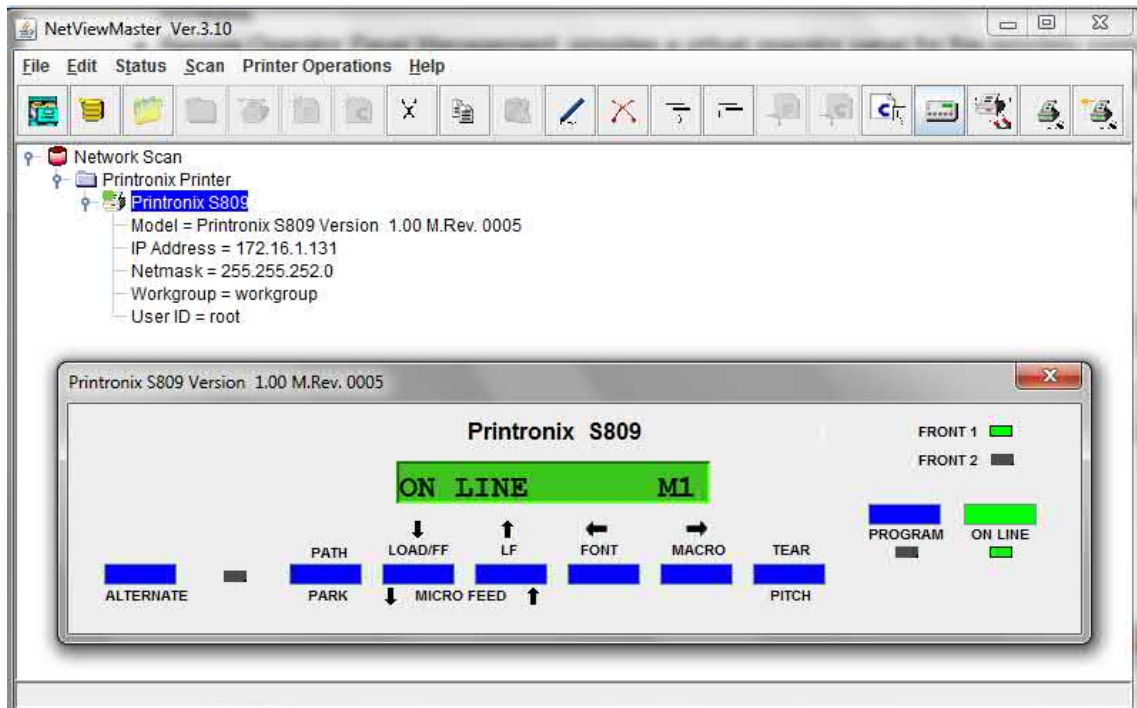 NetViewMaster Ver.3.10
File Edit Status Scan Printer Operations Help
Network Scan
Printronix Printer
Printronix S809
Model = Printronix S809 Version 1.00 M.Rev. 0005
IP Address = 172.16.1.131
Netmask = 255.255.252.0
Workgroup = workgroup
User ID = root
Printronix S809 Version 1.00 M.Rev. 0005
Printronix S809
FRONT 1
FRONT 2
ON LINE M1
PATH LOAD/FF LF FONT MACRO TEAR PROGRAM ON LINE
ALTERNATE PARK MICRO FEED PITCH